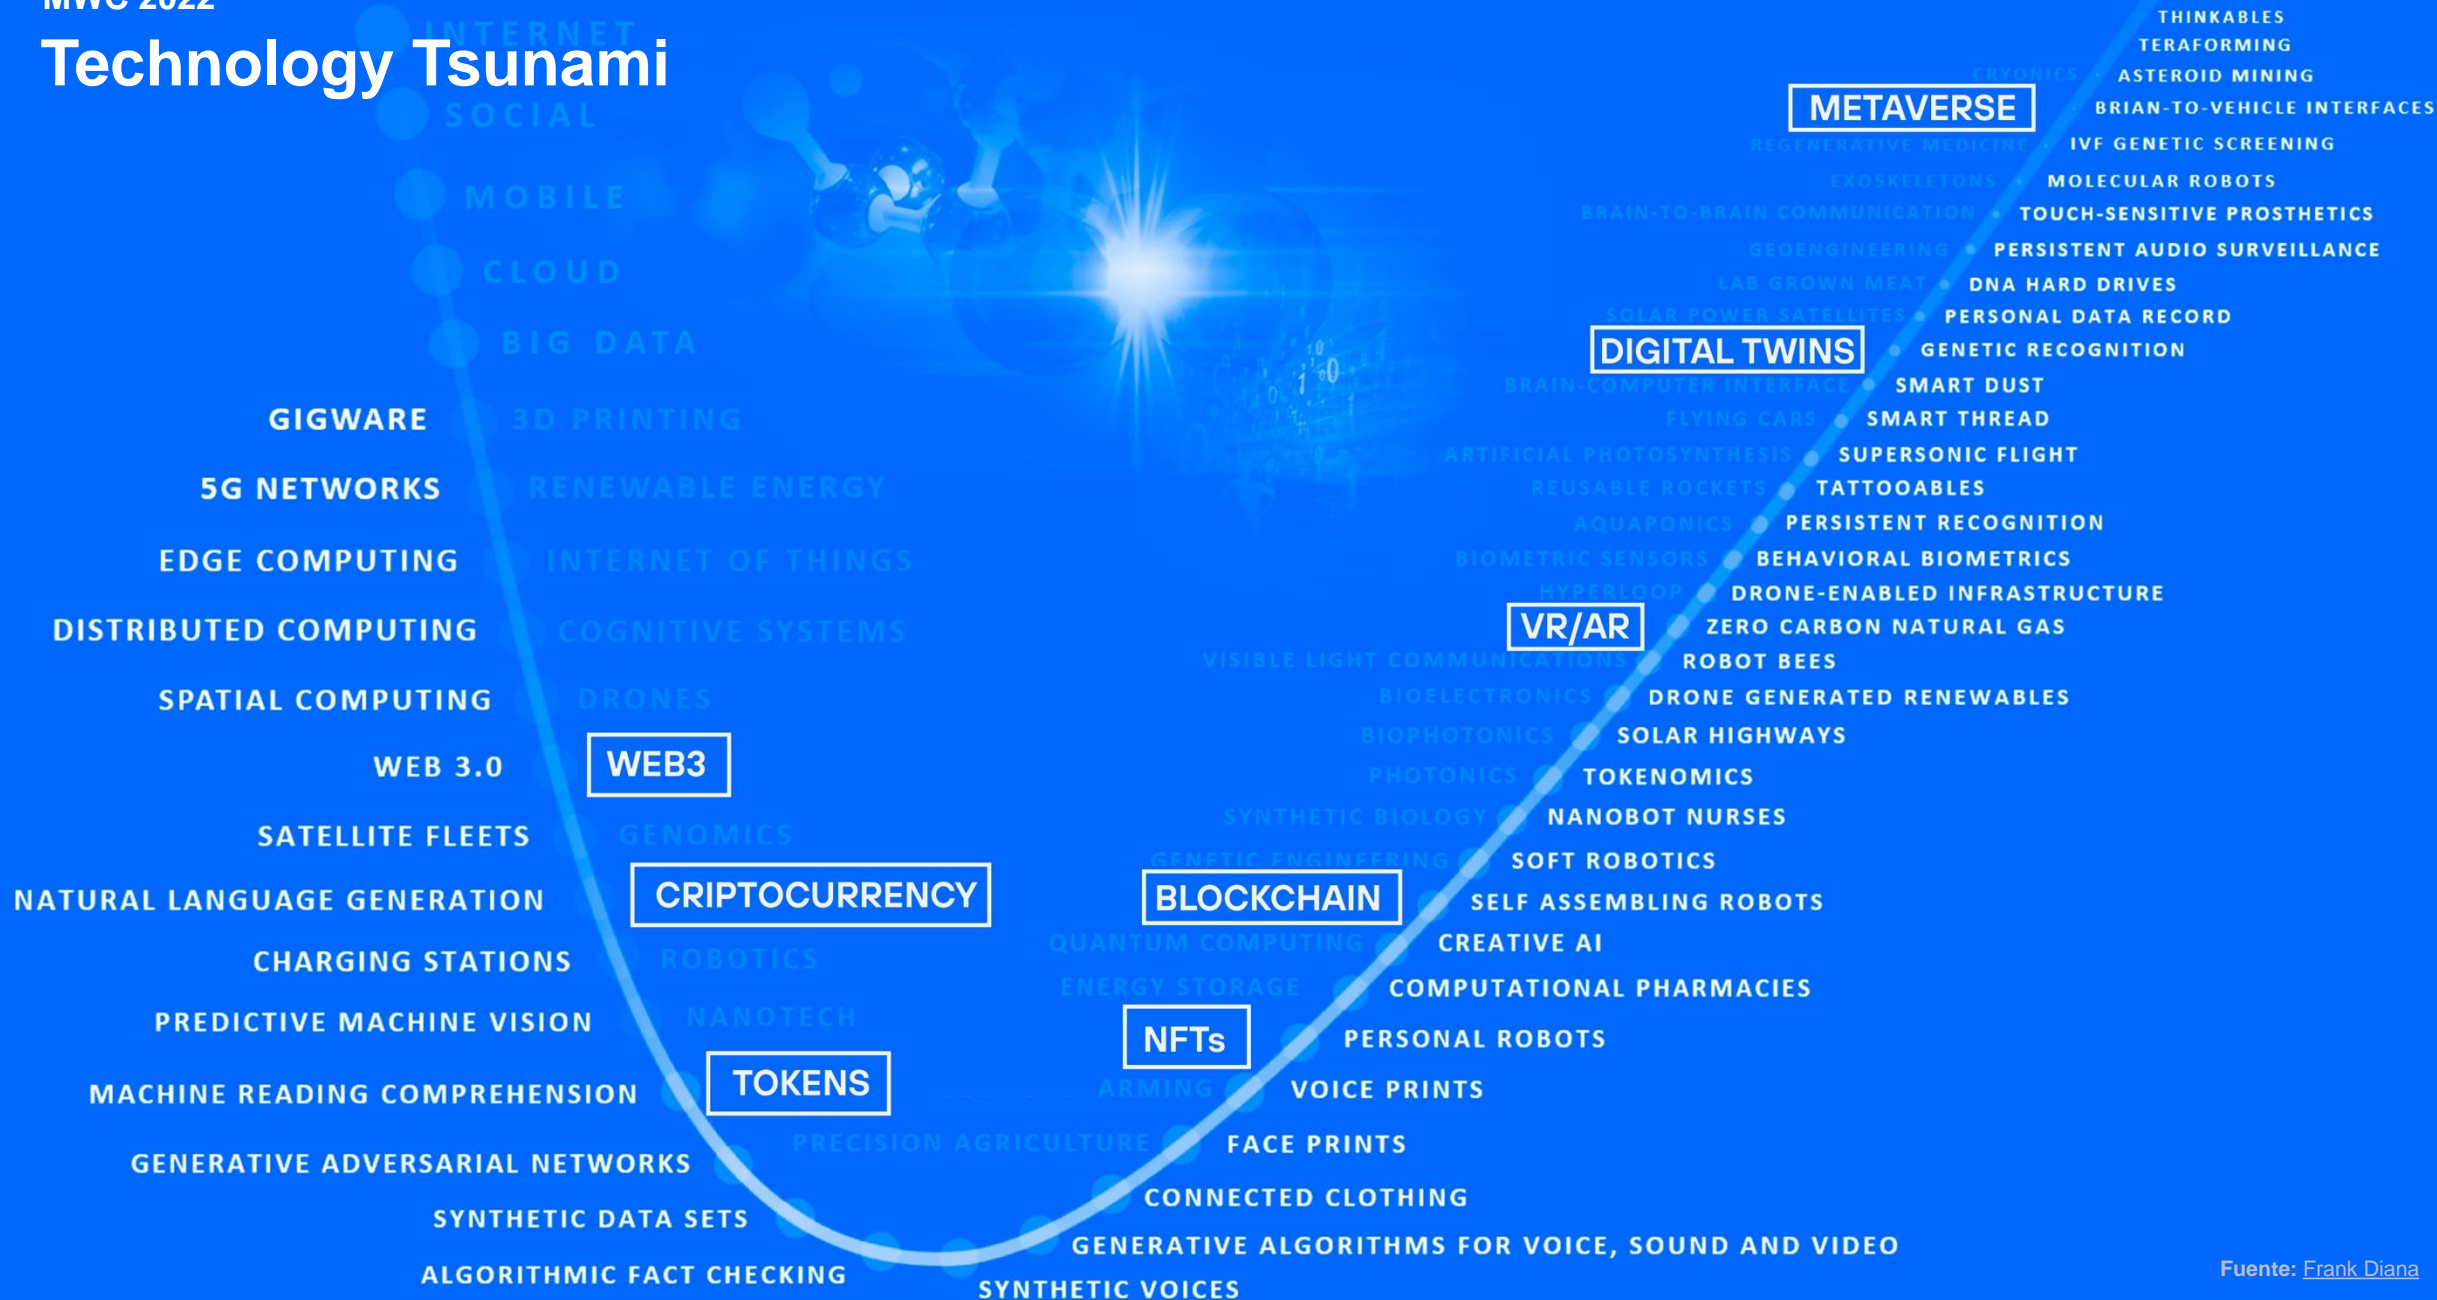 MWC 2022
Technology Tsunami
INTERNET
SOCIAL
MOBILE
CLOUD
BIG DATA
GIGWARE
3D PRINTING
5G NETWORKS
RENEWABLE ENERGY
EDGE COMPUTING
INTERNET OF THINGS
DISTRIBUTED COMPUTING
COGNITIVE SYSTEMS
SPATIAL COMPUTING
DRONES
WEB 3.0
WEB3
SATELLITE FLEETS
GENOMICS
NATURAL LANGUAGE GENERATION
CRIPTOCURRENCY
CHARGING STATIONS
ROBOTICS
PREDICTIVE MACHINE VISION
NANOTECH
MACHINE READING COMPREHENSION
TOKENS
GENERATIVE ADVERSARIAL NETWORKS
SYNTHETIC DATA SETS
ALGORITHMIC FACT CHECKING
THINKABLES
TERAFORMING
CRYONICS
ASTEROID MINING
METAVERSE
BRIAN-TO-VEHICLE INTERFACES
REGENERATIVE MEDICINE
IVF GENETIC SCREENING
EXOSKELETONS
MOLECULAR ROBOTS
BRAIN-TO-BRAIN COMMUNICATION
TOUCH-SENSITIVE PROSTHETICS
GEOENGINEERING
PERSISTENT AUDIO SURVEILLANCE
LAB GROWN MEAT
DNA HARD DRIVES
SOLAR POWER SATELLITES
PERSONAL DATA RECORD
DIGITAL TWINS
GENETIC RECOGNITION
BRAIN-COMPUTER INTERFACE
SMART DUST
FLYING CARS
SMART THREAD
ARTIFICIAL PHOTOSYNTHESIS
SUPERSONIC FLIGHT
REUSABLE ROCKETS
TATTOOABLES
AQUAPONICS
PERSISTENT RECOGNITION
BIOMETRIC SENSORS
BEHAVIORAL BIOMETRICS
HYPERLOOP
DRONE-ENABLED INFRASTRUCTURE
VR/AR
ZERO CARBON NATURAL GAS
VISIBLE LIGHT COMMUNICATIONS
ROBOT BEES
BIOELECTRONICS
DRONE GENERATED RENEWABLES
BIOPHOTONICS
SOLAR HIGHWAYS
PHOTONICS
TOKENOMICS
SYNTHETIC BIOLOGY
NANOBOT NURSES
GENETIC ENGINEERING
SOFT ROBOTICS
BLOCKCHAIN
SELF ASSEMBLING ROBOTS
QUANTUM COMPUTING
CREATIVE AI
ENERGY STORAGE
COMPUTATIONAL PHARMACIES
NFTs
PERSONAL ROBOTS
ARMING
VOICE PRINTS
PRECISION AGRICULTURE
FACE PRINTS
CONNECTED CLOTHING
GENERATIVE ALGORITHMS FOR VOICE, SOUND AND VIDEO
SYNTHETIC VOICES
Fuente: Frank Diana